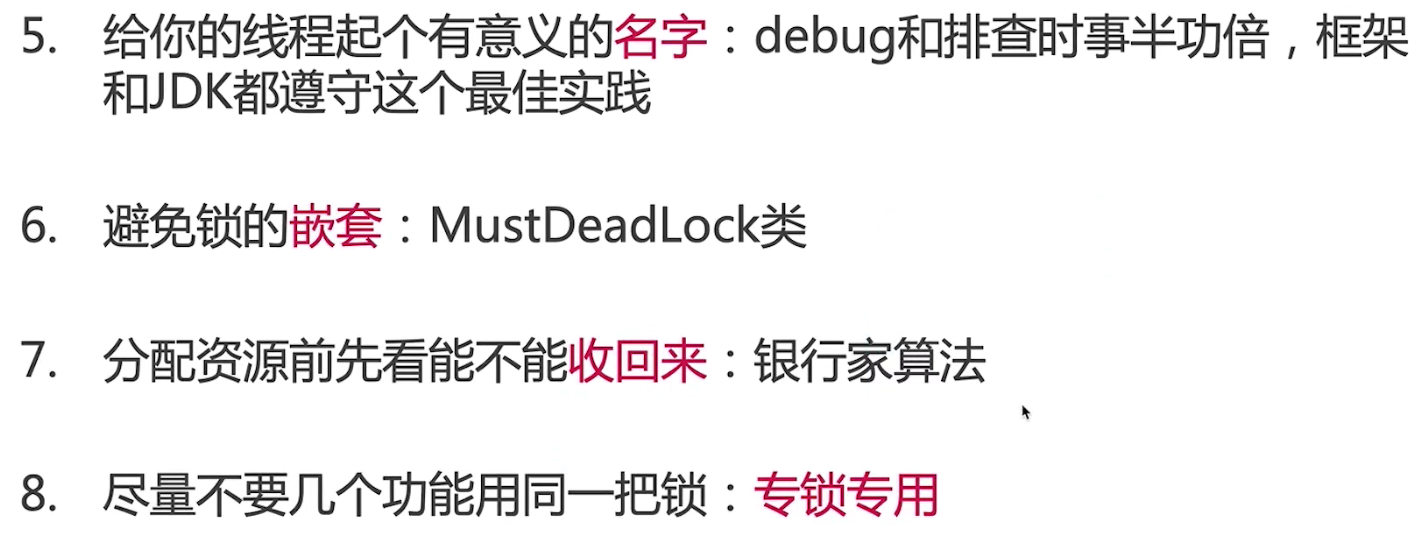 5. 给你的线程起个有意义的名字：debug和排查时事半功倍，框架
和JDK都遵守这个最佳实践
6. 避免锁的嵌套：MustDeadLock类
7. 分配资源前先看能不能收回来：银行家算法
8. 尽量不要几个功能用同一把锁：专锁专用